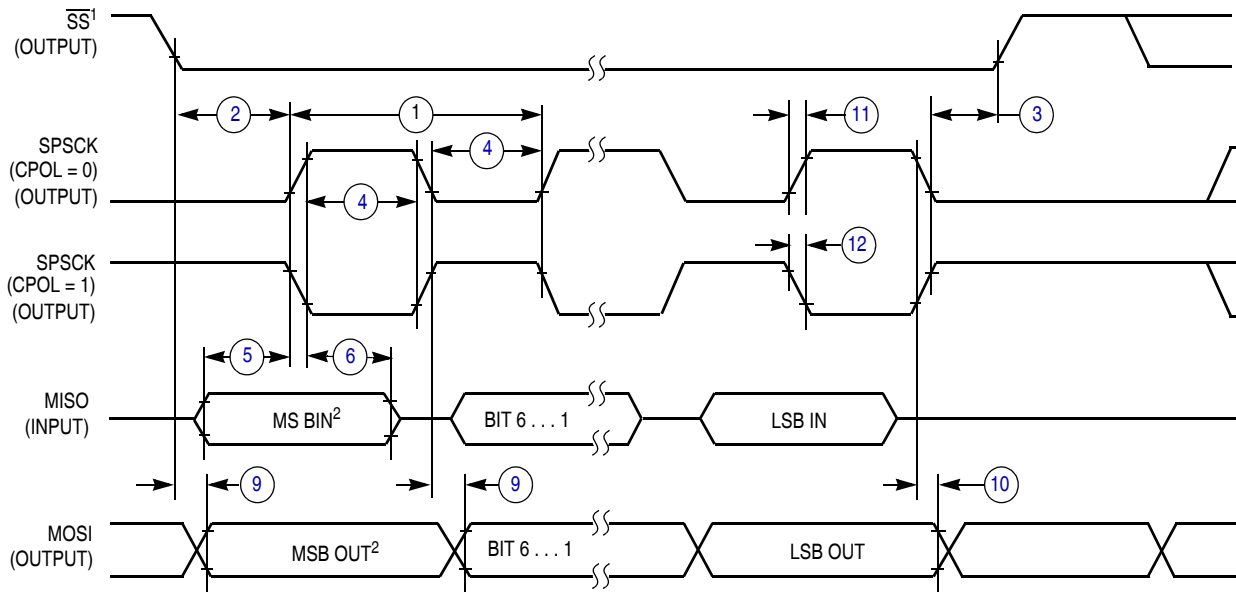 SS¹
(OUTPUT)
2
1
11
3
SPSCK
(CPOL = 0)
(OUTPUT)
4
4
12
SPSCK
(CPOL = 1)
(OUTPUT)
5
6
MISO
(INPUT)
MS BIN²
BIT 6 . . . 1
LSB IN
9
9
10
MOSI
(OUTPUT)
MSB OUT²
BIT 6 . . . 1
LSB OUT